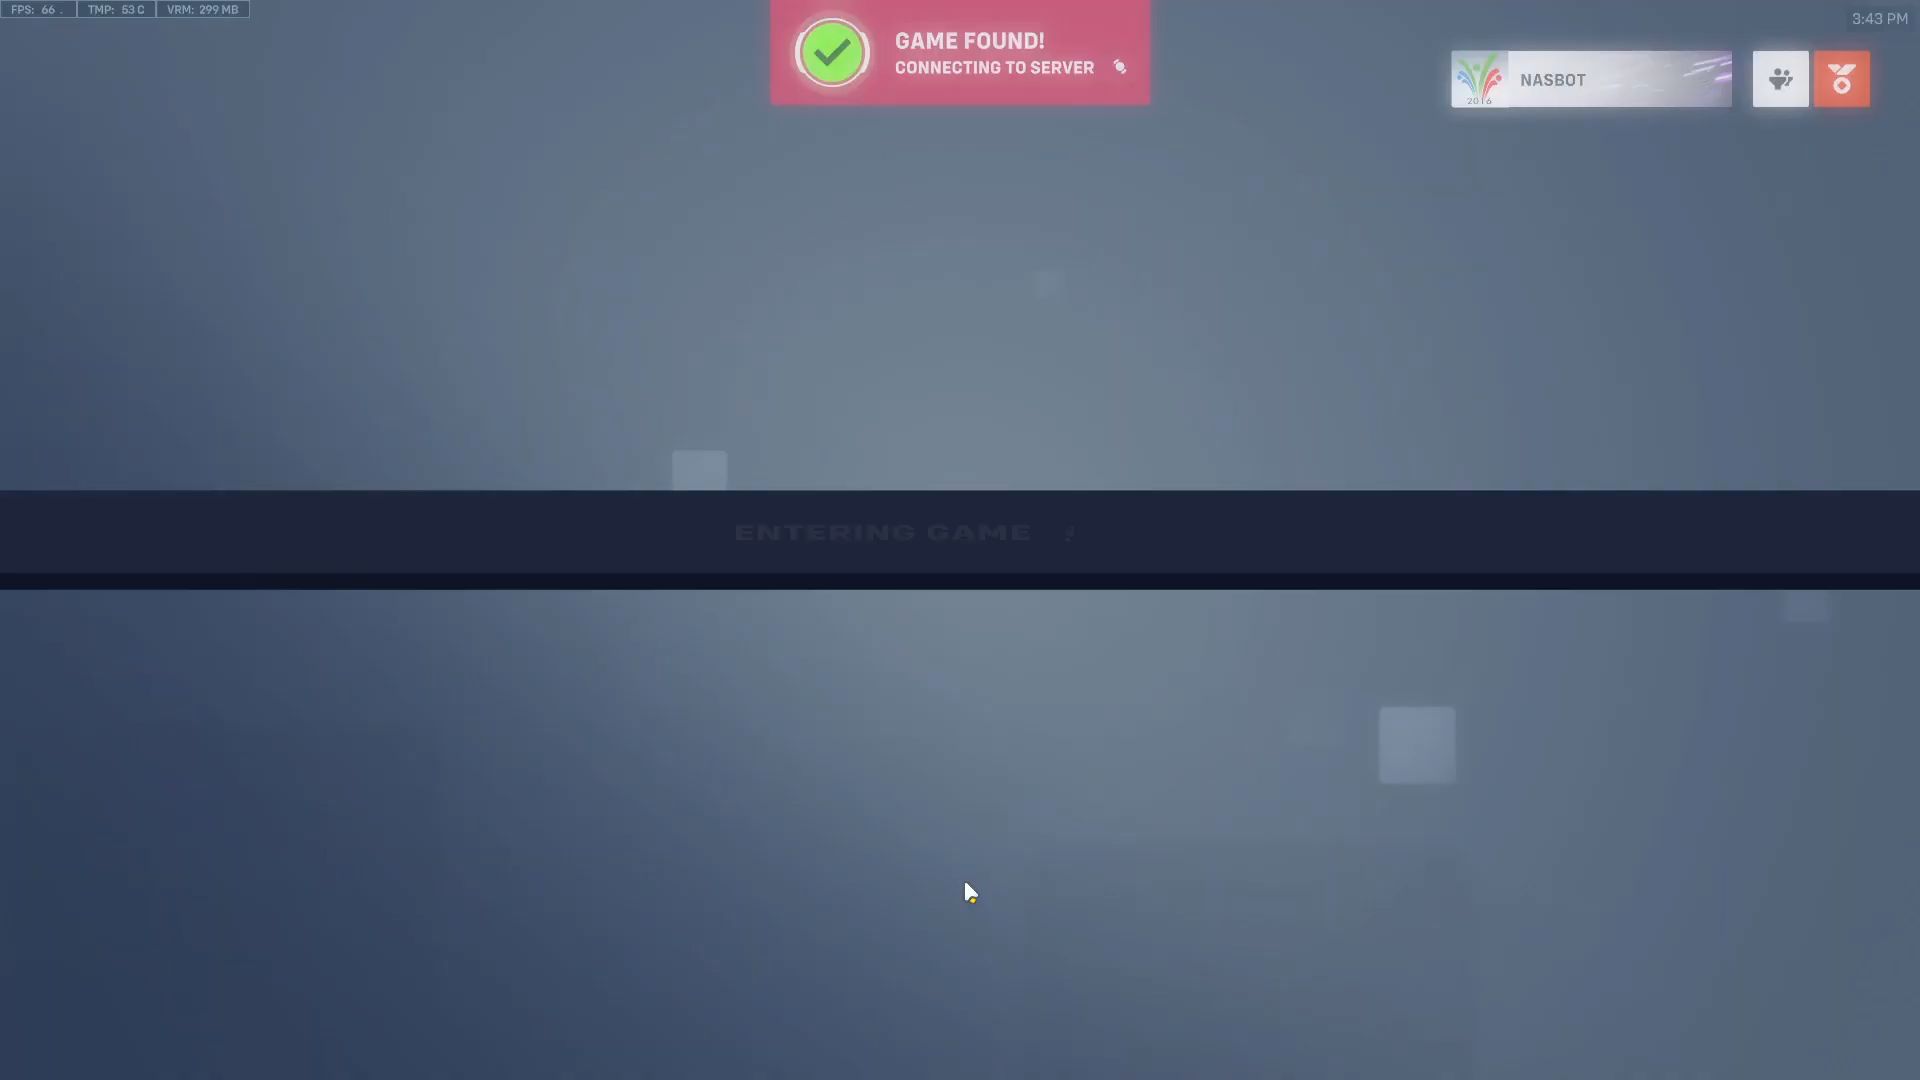 FPS: 66 . TMP: 53 C VRM: 299 MB
GAME FOUND!
CONNECTING TO SERVER
3:43 PM
2016
NASBOT
ENTERING GAME